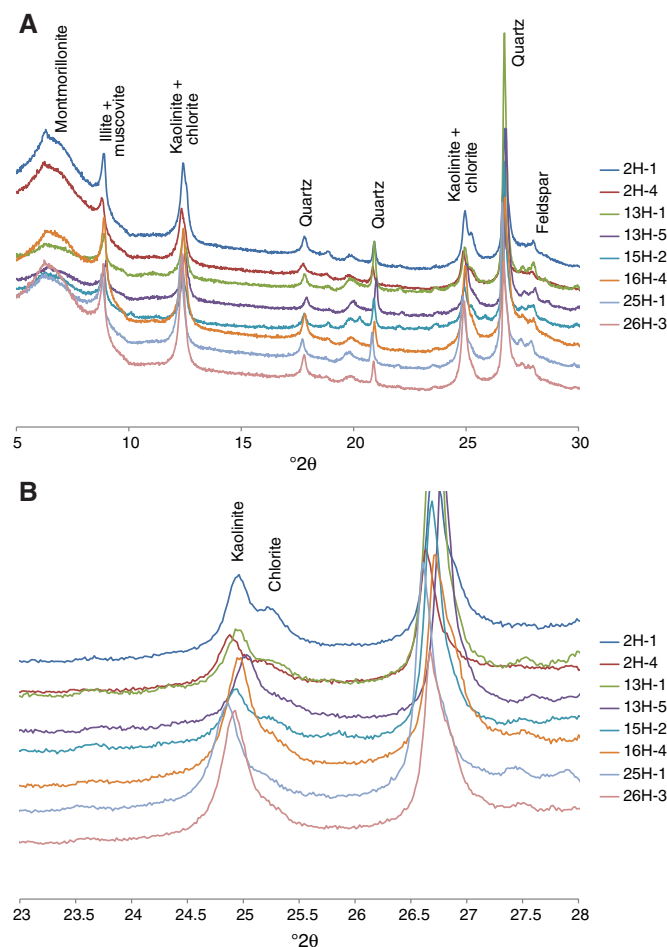 A
Montmorillonite
Illite +
muscovite
Kaolinite +
chlorite
Quartz
Quartz
Kaolinite +
chlorite
Quartz
Feldspar
2H-1
2H-4
13H-1
13H-5
15H-2
16H-4
25H-1
26H-3
5 10 15 20 25 30
°2θ
B
Kaolinite
Chlorite
2H-1
2H-4
13H-1
13H-5
15H-2
16H-4
25H-1
26H-3
23 23.5 24 24.5 25 25.5 26 26.5 27 27.5 28
°2θ